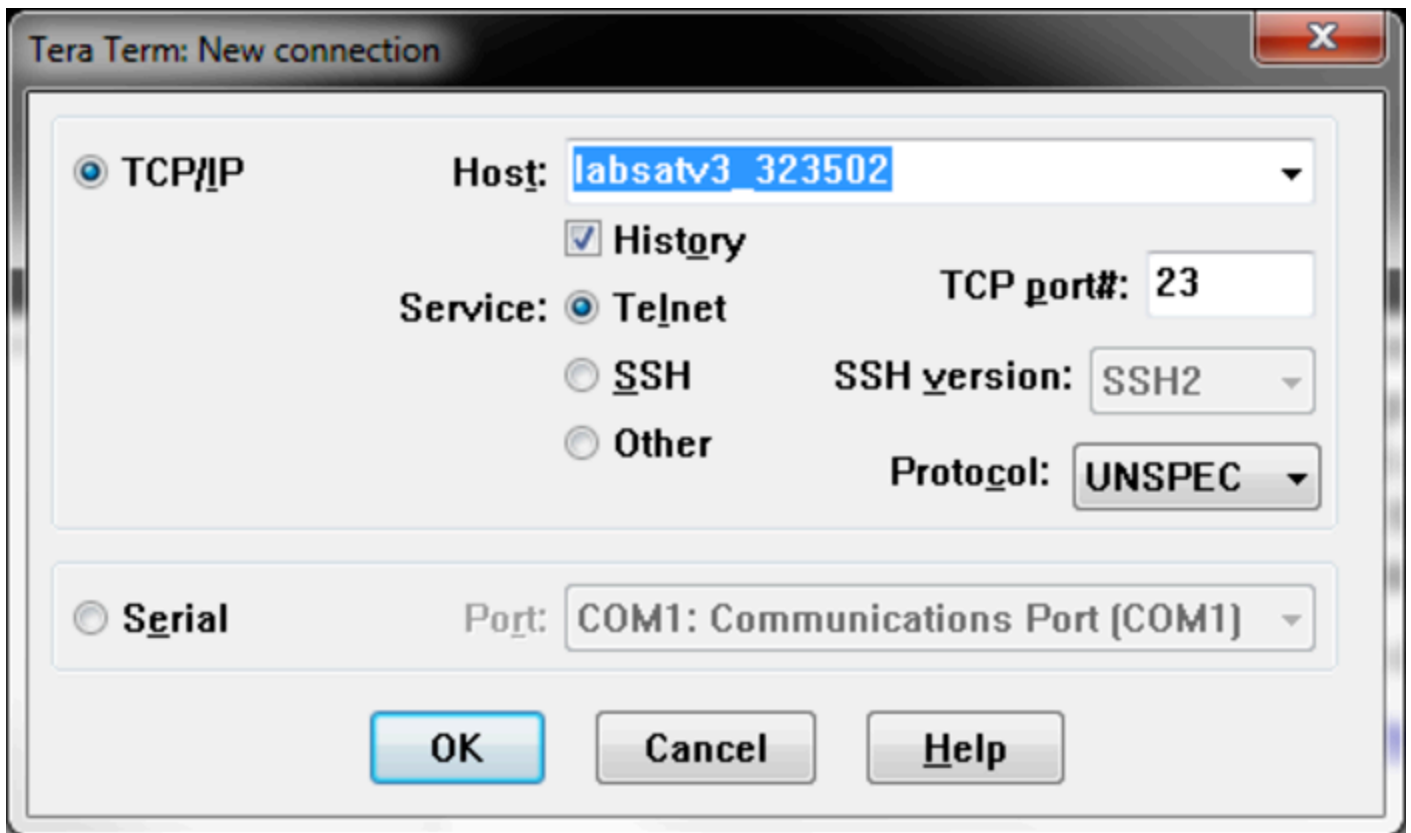 Tera Term: New connection
TCP/IP Host: labsatv3_323502
History
TCP port#: 23
Service: Telnet
SSH SSH version: SSH2
Other
Protocol: UNSPEC
Serial Port: COM1: Communications Port (COM1)
OK Cancel Help